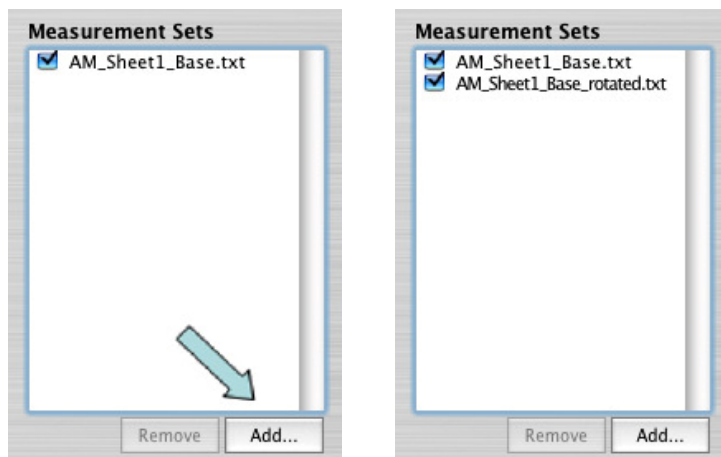 Measurement Sets
AM_Sheet1_Base.txt
Remove
Add...
Measurement Sets
AM_Sheet1_Base.txt
AM_Sheet1_Base_rotated.txt
Remove
Add...